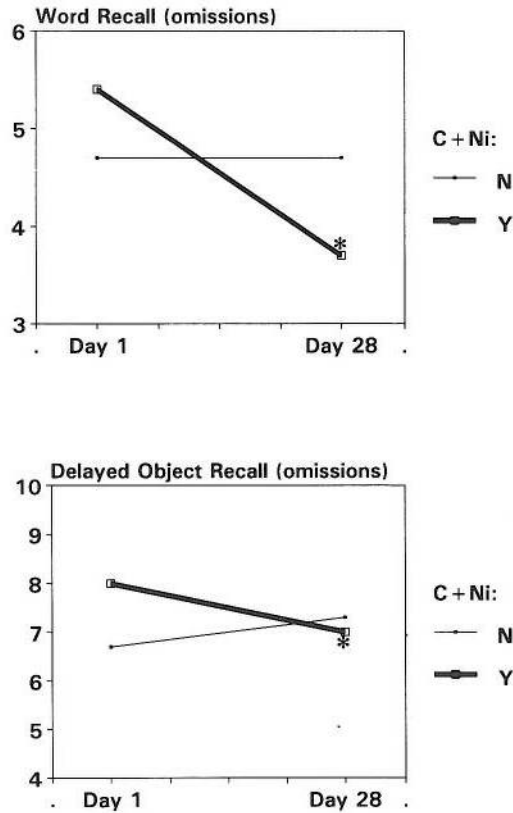 Word Recall (omissions)
6
5
4
3
*
. Day 1 Day 28 .
C+Ni:
N
Y
Delayed Object Recall (omissions)
10
9
8
7
6
5
4
*
. Day 1 Day 28 .
C+Ni:
N
Y